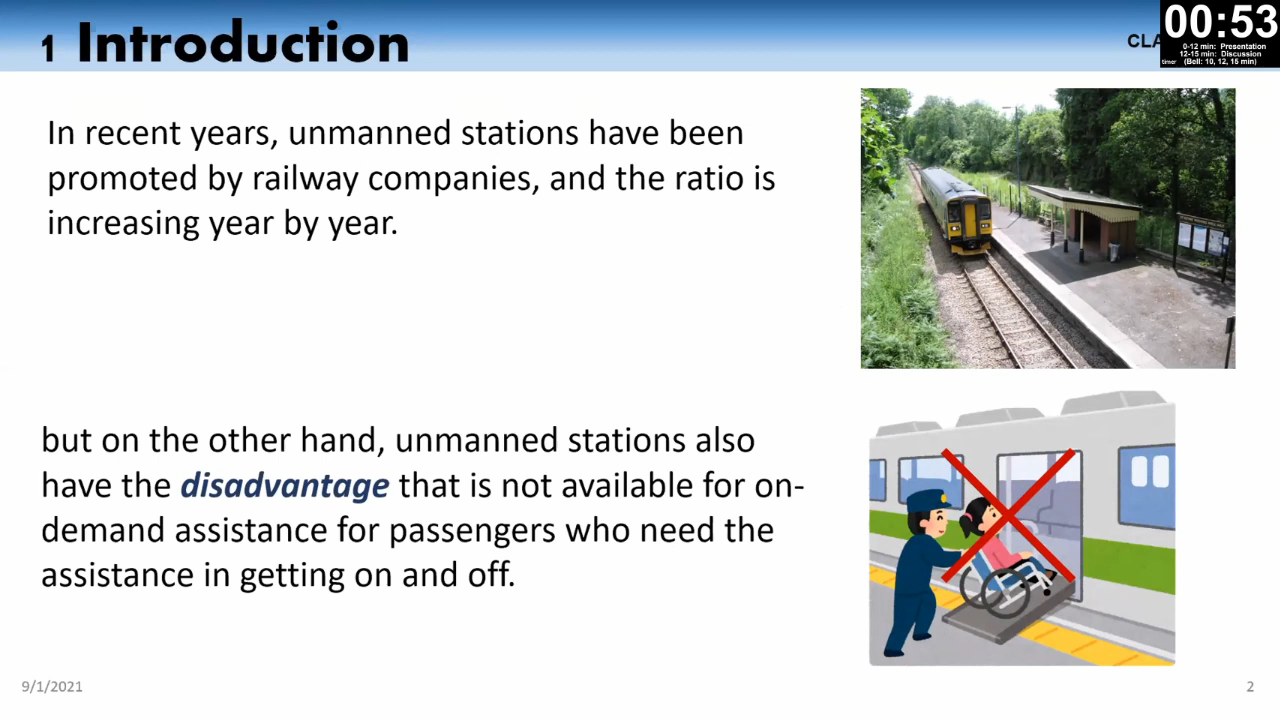 1 Introduction
CLA
00:53
0-12 min: Presentation
12-15 min: Discussion
timer (Bell: 10, 12, 15 min)
In recent years, unmanned stations have been
promoted by railway companies, and the ratio is
increasing year by year.
but on the other hand, unmanned stations also
have the disadvantage that is not available for on-
demand assistance for passengers who need the
assistance in getting on and off.
9/1/2021
2